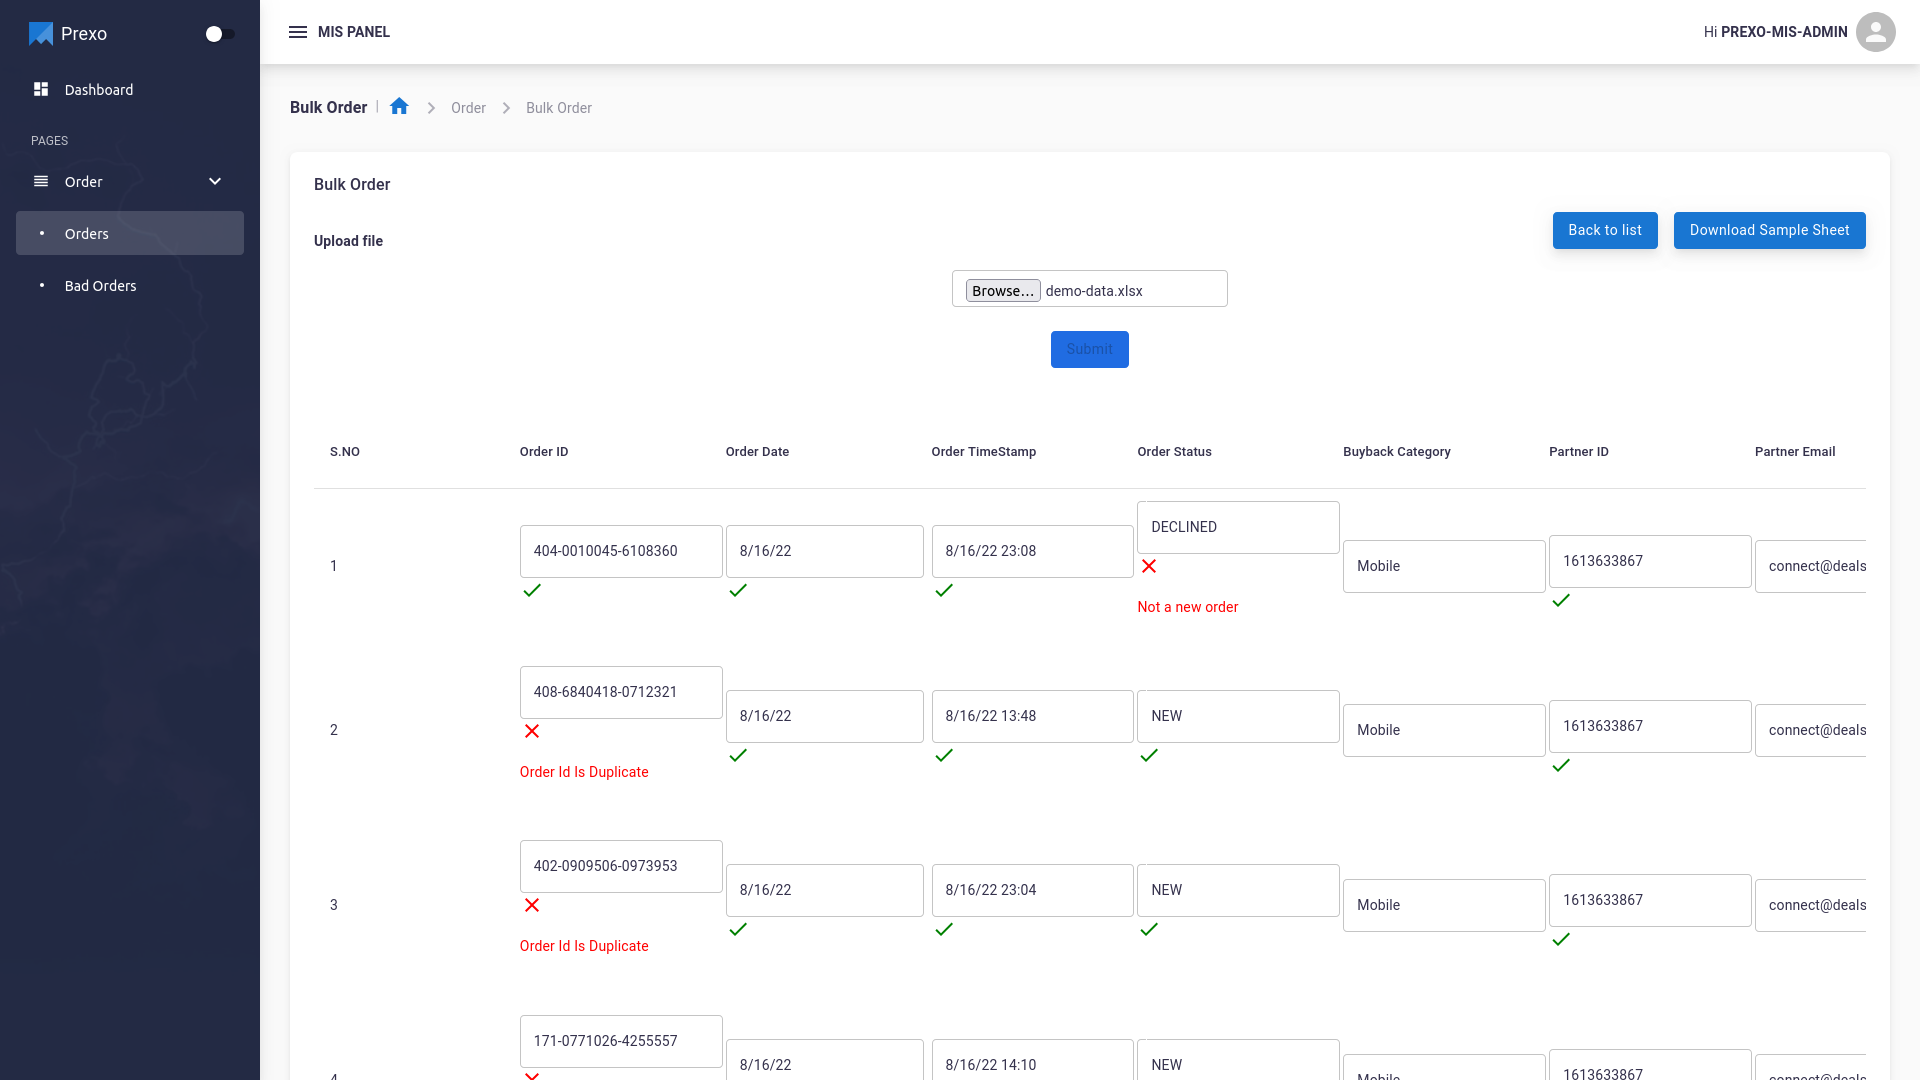 Prexo
MIS PANEL
Hi PREXO-MIS-ADMIN
Dashboard
PAGES
Order
Orders
Bad Orders
Bulk Order | Order Bulk Order
Bulk Order
Upload file
Back to list
Download Sample Sheet
Browse... demo-data.xlsx
Submit
S.NO Order ID Order Date Order TimeStamp Order Status Buyback Category Partner ID Partner Email
1 404-0010045-6108360 8/16/22 8/16/22 23:08 DECLINED Mobile 1613633867 connect@deals
Not a new order
2 408-6840418-0712321 8/16/22 8/16/22 13:48 NEW Mobile 1613633867 connect@deals
Order Id Is Duplicate
3 402-0909506-0973953 8/16/22 8/16/22 23:04 NEW Mobile 1613633867 connect@deals
Order Id Is Duplicate
4 171-0771026-4255557 8/16/22 8/16/22 14:10 NEW Mobile 1613633867 connect@deals